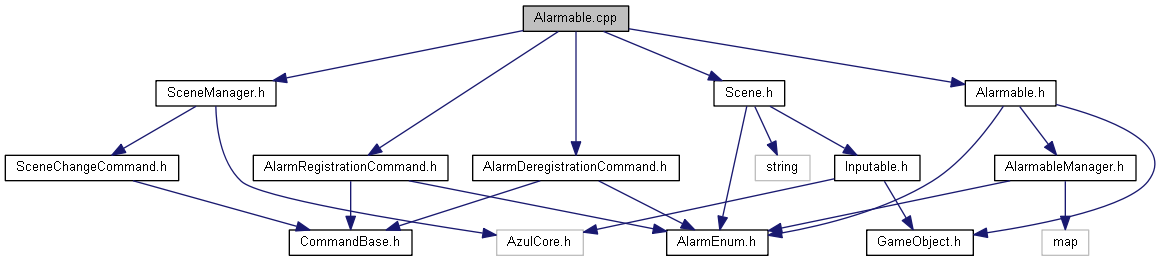 Alarmable.cpp
SceneManager.h
Scene.h
Alarmable.h
SceneChangeCommand.h
AlarmRegistrationCommand.h
AlarmDeregistrationCommand.h
string
Inputable.h
AlarmableManager.h
CommandBase.h
AzulCore.h
AlarmEnum.h
GameObject.h
map